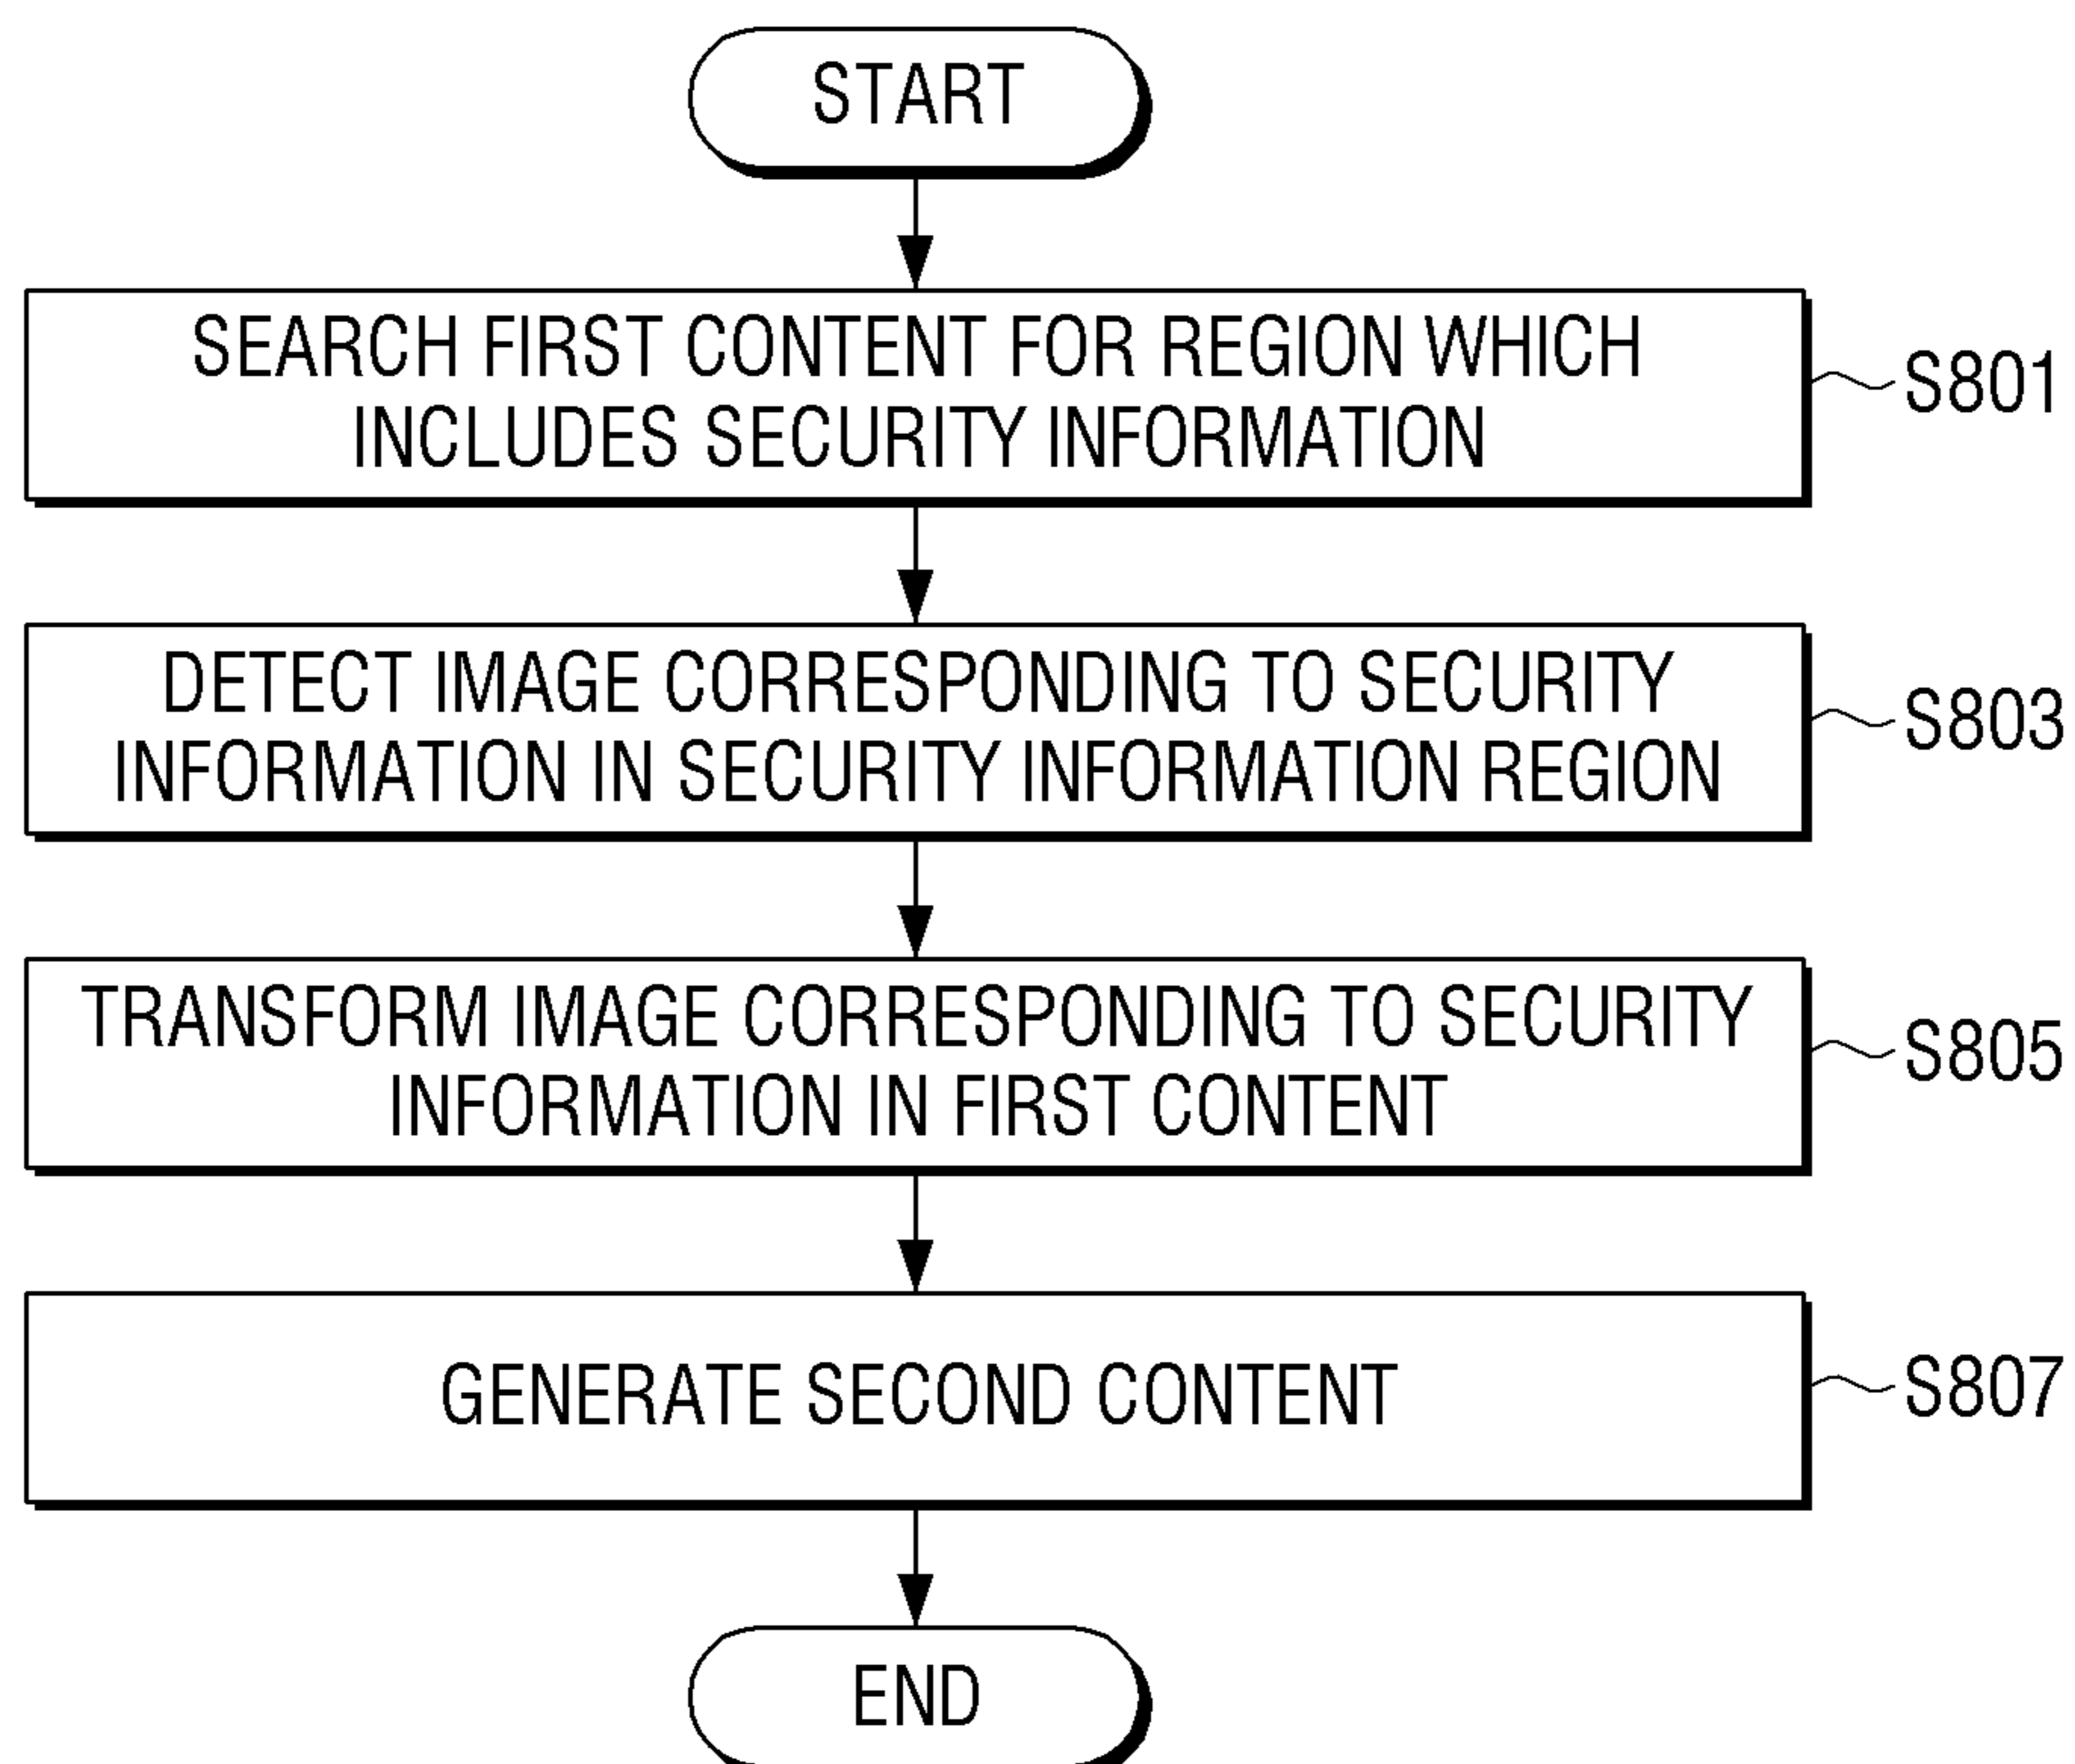 START
SEARCH FIRST CONTENT FOR REGION WHICH
INCLUDES SECURITY INFORMATION
S801
DETECT IMAGE CORRESPONDING TO SECURITY
INFORMATION IN SECURITY INFORMATION REGION
S803
TRANSFORM IMAGE CORRESPONDING TO SECURITY
INFORMATION IN FIRST CONTENT
S805
GENERATE SECOND CONTENT
S807
END